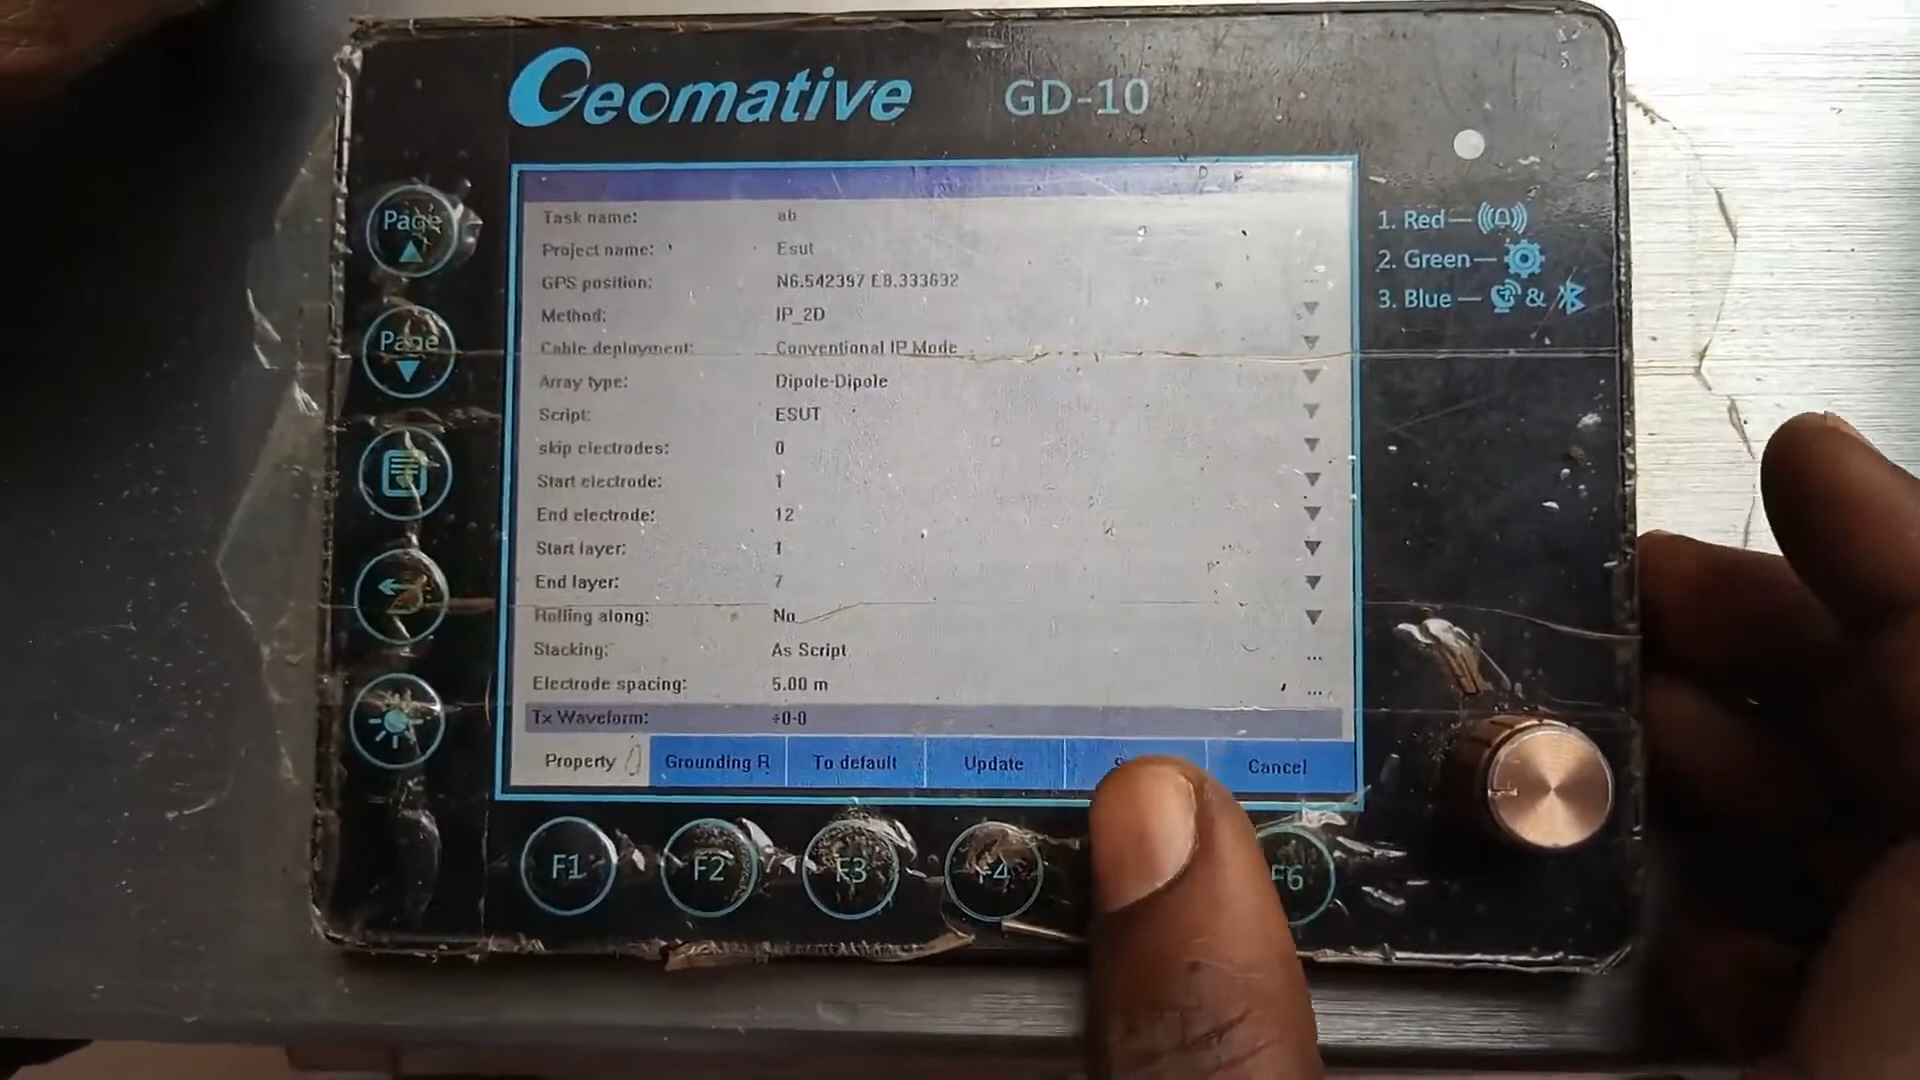 Geomative GD-10
Page
Page
1. Red—
2. Green—
3. Blue— &
Task name: ab
Project name: Esut
GPS position: N6.542397 E8.333632 ...
Method: IP_2D
Cable deployment: Conventional IP Mode
Array type: Dipole-Dipole
Script: ESUT
skip electrodes: 0
Start electrode: 1
End electrode: 12
Start layer: 1
End layer: 7
Rolling along: No
Stacking: As Script ...
Electrode spacing: 5.00 m ...
Tx Waveform: +0-0
Property Grounding R To default Update Cancel
F1 F2 F3 F4 F6